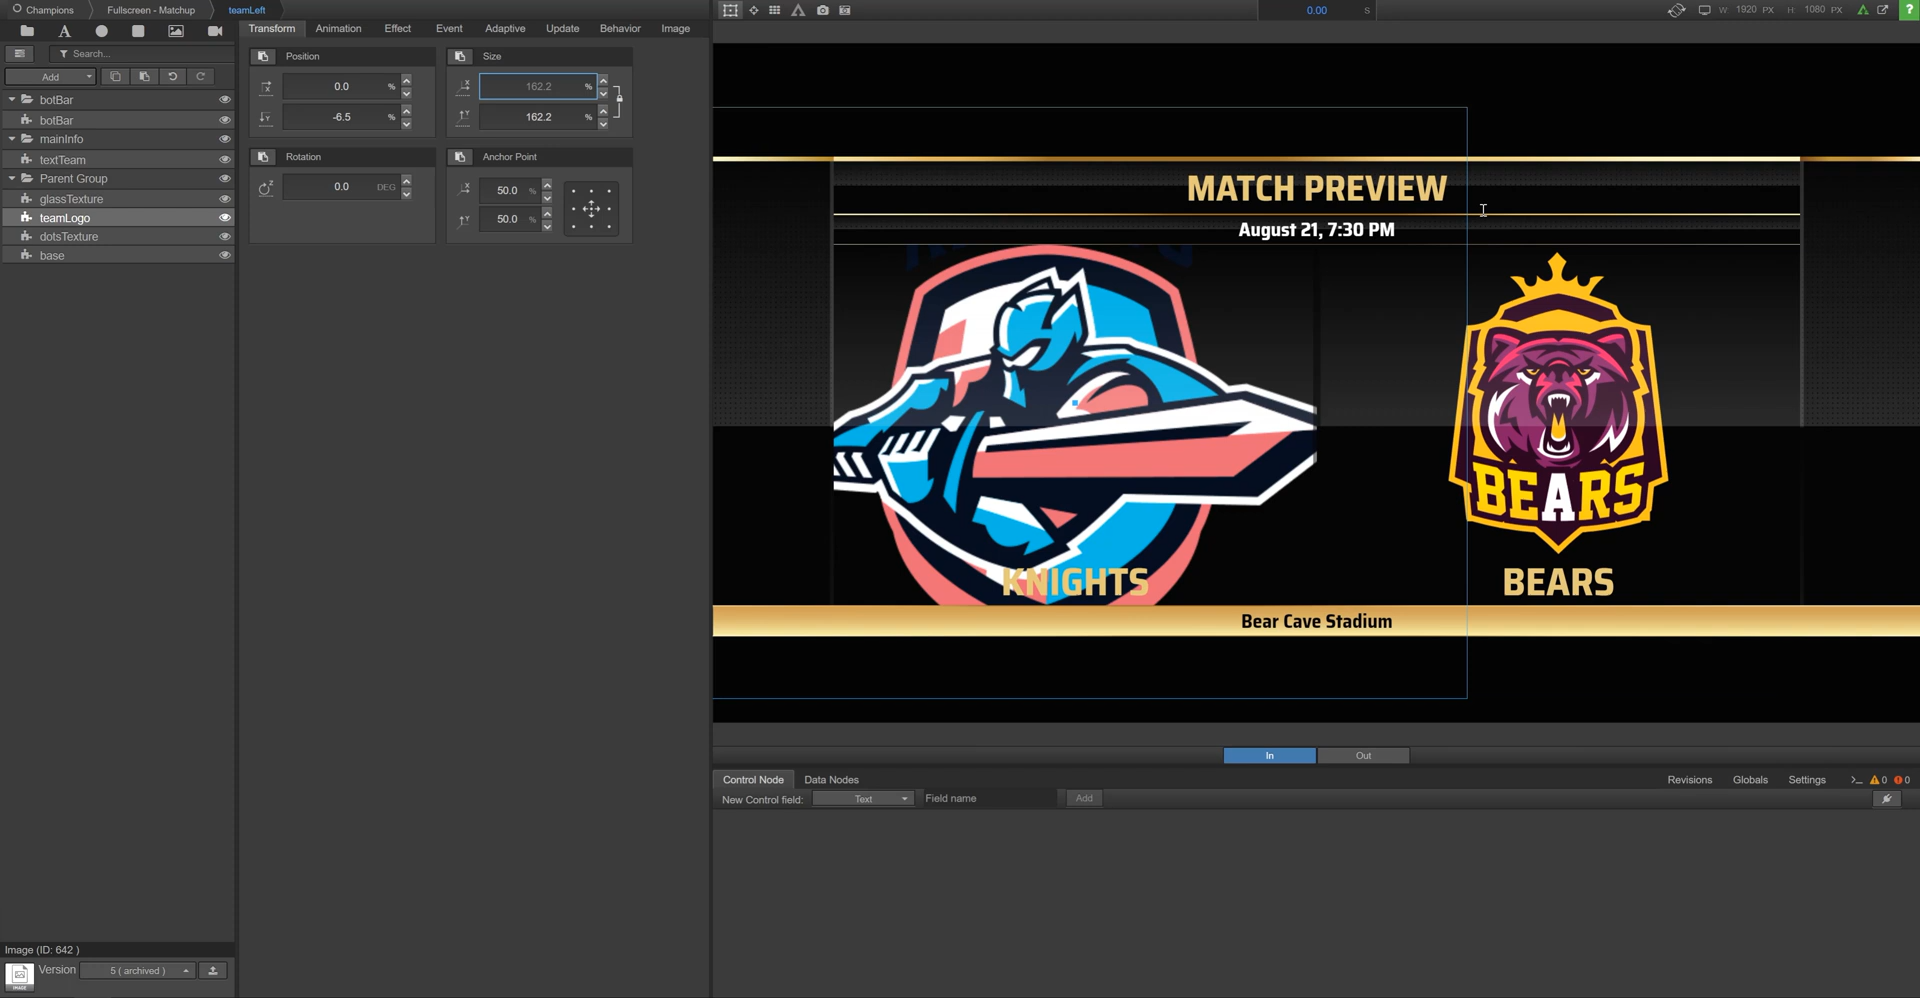 Champions Fullscreen - Matchup teamLeft
0.00 S
W: 1920 PX H: 1080 PX ?
A
Search...
Add
botBar
botBar
mainInfo
textTeam
Parent Group
glassTexture
teamLogo
dotsTexture
base
Transform Animation Effect Event Adaptive Update Behavior Image
Position
X 0.0 %
Y -6.5 %
Size
X 162.2 %
Y 162.2 %
Rotation
Z 0.0 DEG
Anchor Point
X 50.0 %
Y 50.0 %
MATCH PREVIEW
August 21, 7:30 PM
BEARS
KNIGHTS
BEARS
Bear Cave Stadium
In Out
Control Node Data Nodes
Revisions Globals Settings >_ 0 0
New Control field: Text Field name Add
Image (ID: 642 )
IMAGE
Version 5 ( archived )